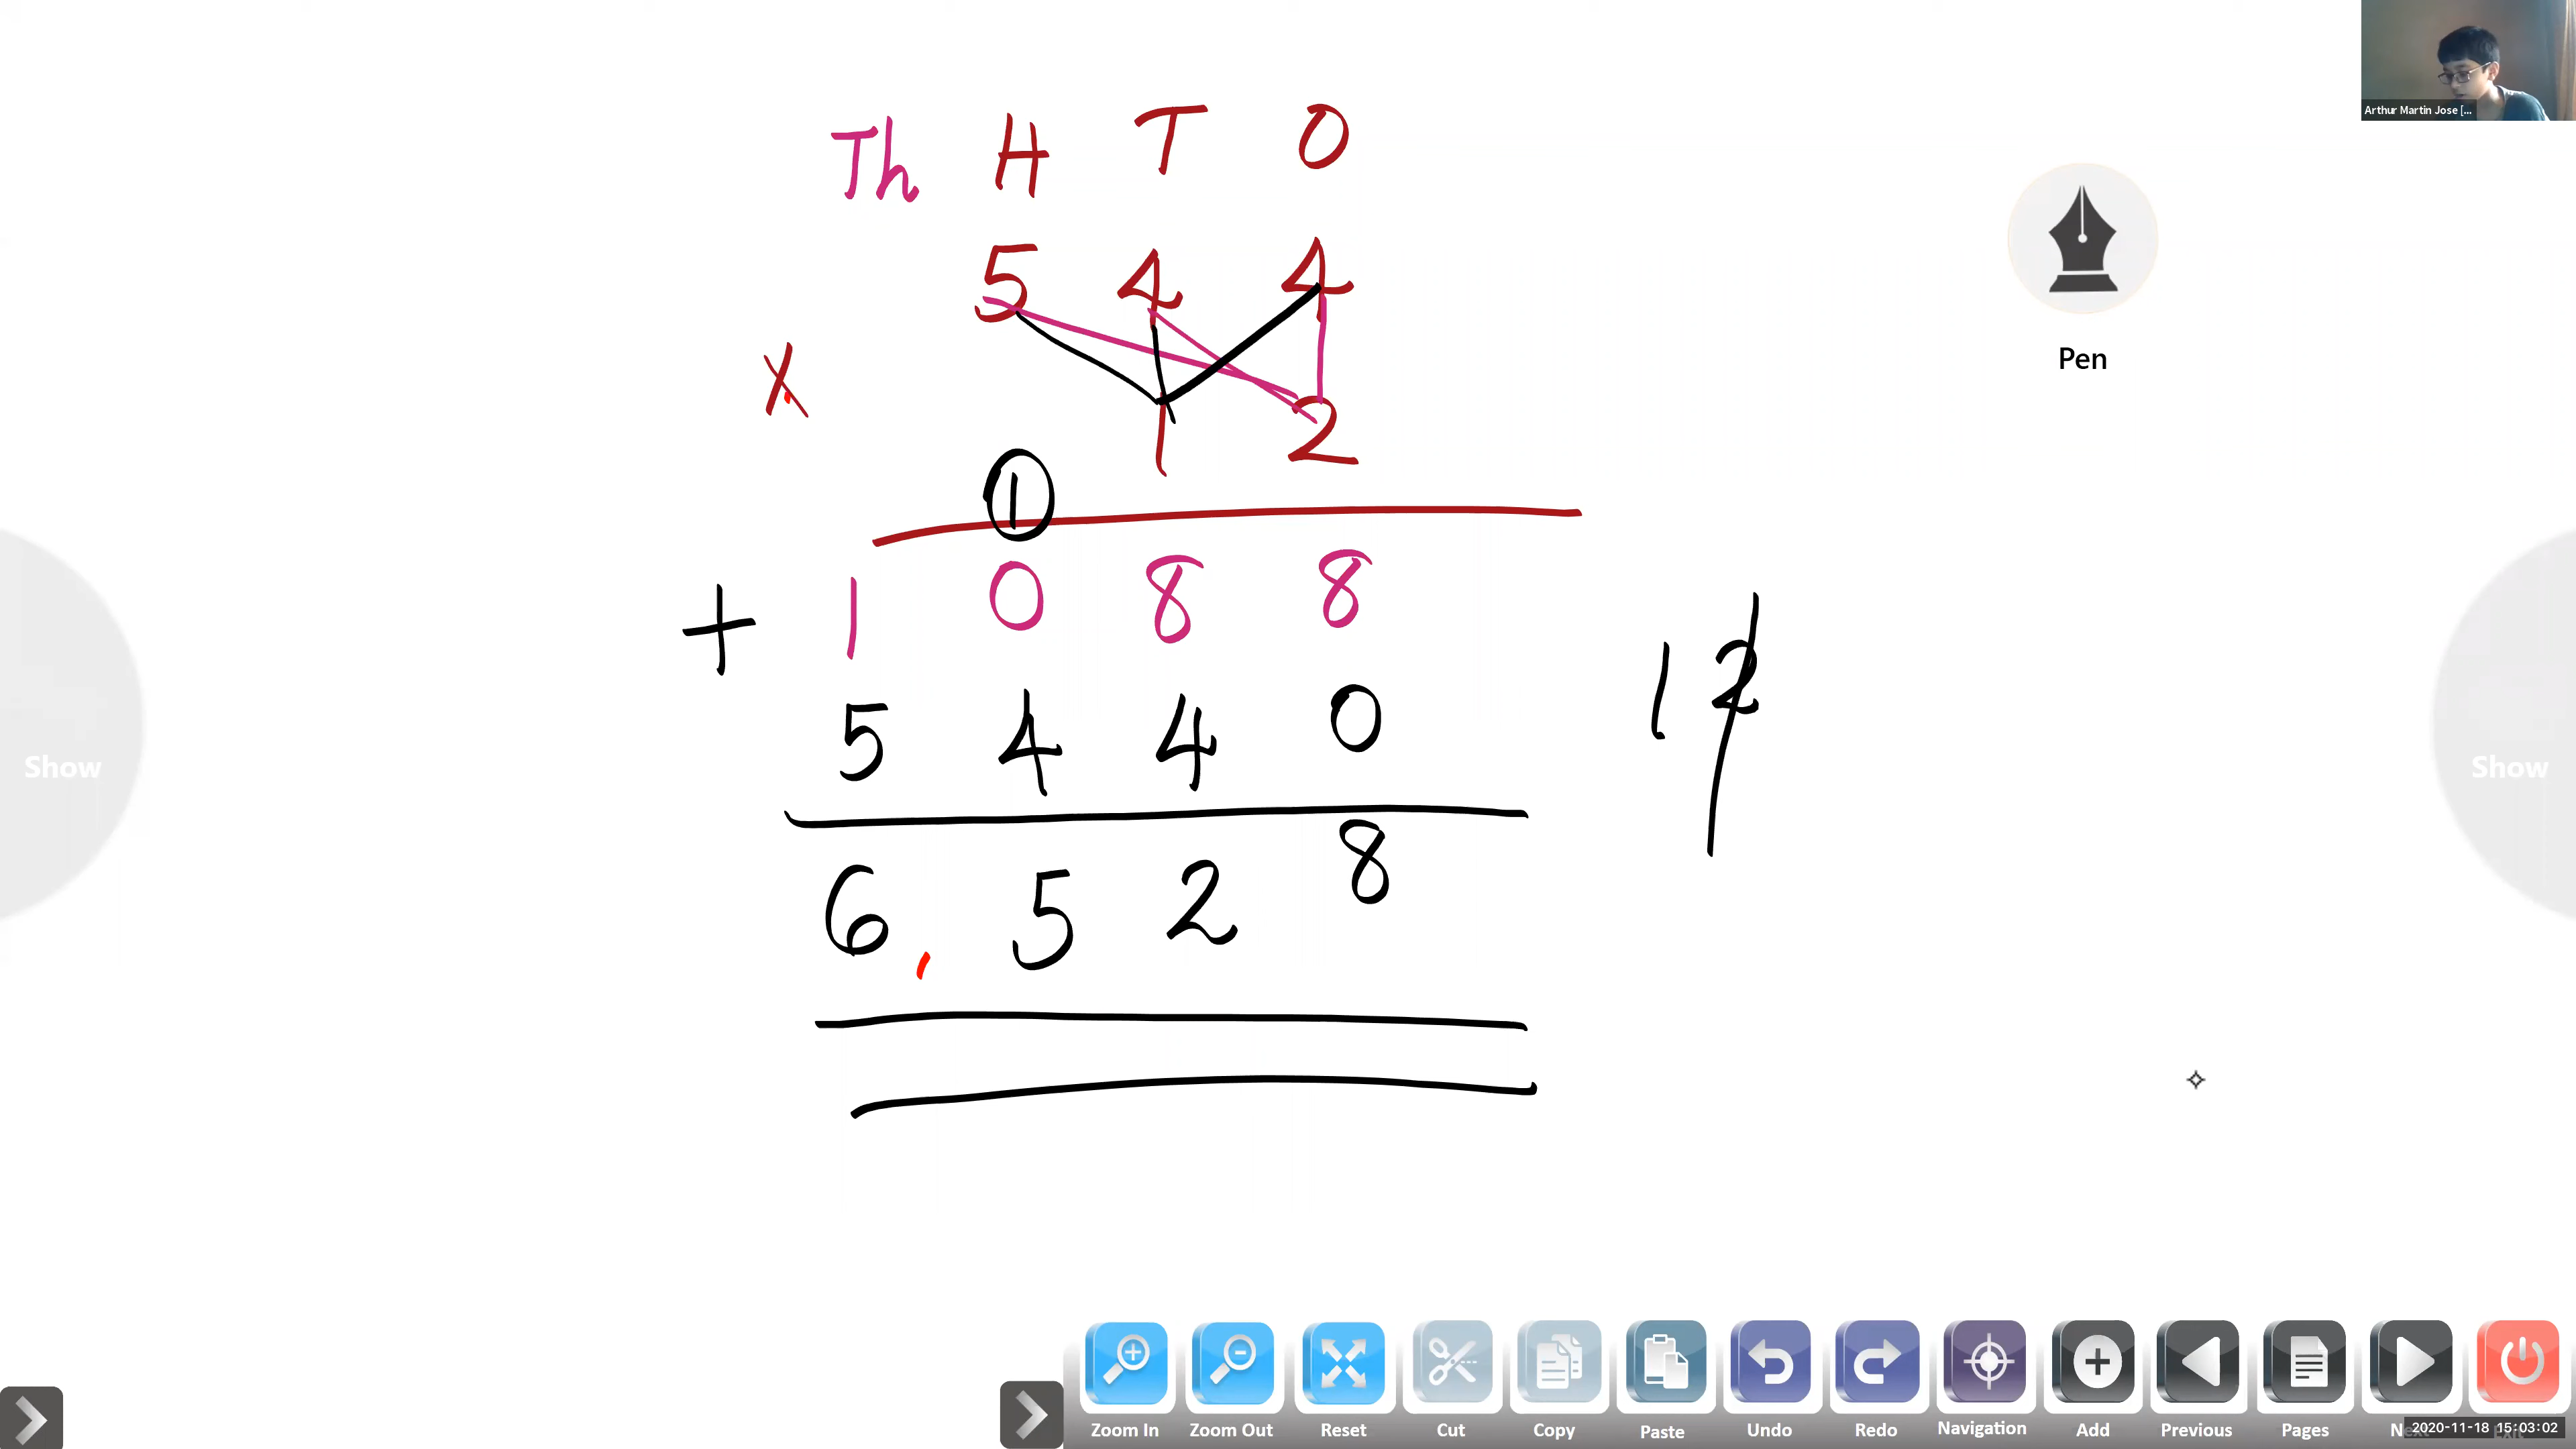 Arthur Martin Jose [...
Th H T O
5 4 4
X 1 2
Pen
1
+ 1 0 8 8
1 2
5 4 4 0
Show
Show
6, 5 2 8
Zoom In Zoom Out Reset Cut Copy Paste Undo Redo Navigation Add Previous Pages
2020-11-18 15:03:02